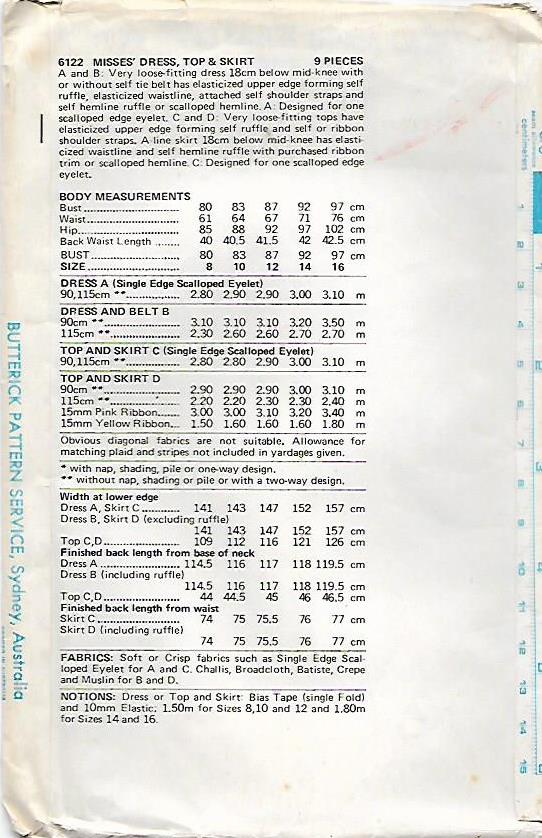 6122 MISSES' DRESS, TOP & SKIRT 9 PIECES
A and B: Very loose-fitting dress 18cm below mid-knee with
or without self tie belt has elasticized upper edge forming self
ruffle, elasticized waistline, attached self shoulder straps and
self hemline ruffle or scalloped hemline. A: Designed for one
scalloped edge eyelet. C and D: Very loose-fitting tops have
elasticized upper edge forming self ruffle and self or ribbon
shoulder straps. A-line skirt 18cm below mid-knee has elasti-
cized waistline and self hemline ruffle with purchased ribbon
trim or scalloped hemline. C: Designed for one scalloped edge
eyelet.
BODY MEASUREMENTS
Bust 80 83 87 92 97 cm
Waist 61 64 67 71 76 cm
Hip 85 88 92 97 102 cm
Back Waist Length 40 40.5 41.5 42 42.5 cm
BUST 80 83 87 92 97 cm
SIZE 8 10 12 14 16
DRESS A (Single Edge Scalloped Eyelet)
90,115cm ** 2.80 2.90 2.90 3.00 3.10 m
DRESS AND BELT B
90cm ** 3.10 3.10 3.10 3.20 3.50 m
115cm ** 2.30 2.60 2.60 2.70 2.70 m
TOP AND SKIRT C (Single Edge Scalloped Eyelet)
90,115cm ** 2.80 2.80 2.90 3.00 3.10 m
TOP AND SKIRT D
90cm ** 2.90 2.90 2.90 3.00 3.10 m
115cm ** 2.20 2.20 2.30 2.30 2.40 m
15mm Pink Ribbon 3.00 3.00 3.10 3.20 3.40 m
15mm Yellow Ribbon 1.50 1.60 1.60 1.60 1.80 m
Obvious diagonal fabrics are not suitable. Allowance for
matching plaid and stripes not included in yardages given.
* with nap, shading, pile or one-way design.
** without nap, shading or pile or with a two-way design.
Width at lower edge
Dress A, Skirt C 141 143 147 152 157 cm
Dress B, Skirt D (excluding ruffle)
141 143 147 152 157 cm
Top C,D 109 112 116 121 126 cm
Finished back length from base of neck
Dress A 114.5 116 117 118 119.5 cm
Dress B (including ruffle)
114.5 116 117 118 119.5 cm
Top C,D 44 44.5 45 46 46.5 cm
Finished back length from waist
Skirt C 74 75 75.5 76 77 cm
Skirt D (including ruffle)
74 75 75.5 76 77 cm
FABRICS: Soft or Crisp fabrics such as Single Edge Scal-
loped Eyelet for A and C. Challis, Broadcloth, Batiste, Crepe
and Muslin for B and D.
NOTIONS: Dress or Top and Skirt: Bias Tape (single Fold)
and 10mm Elastic; 1.50m for Sizes 8,10 and 12 and 1.80m
for Sizes 14 and 16.
BUTTERICK PATTERN SERVICE, Sydney, Australia
centimeters
1
2
3
4
5
6
7
8
9
10
11
12
13
14
15